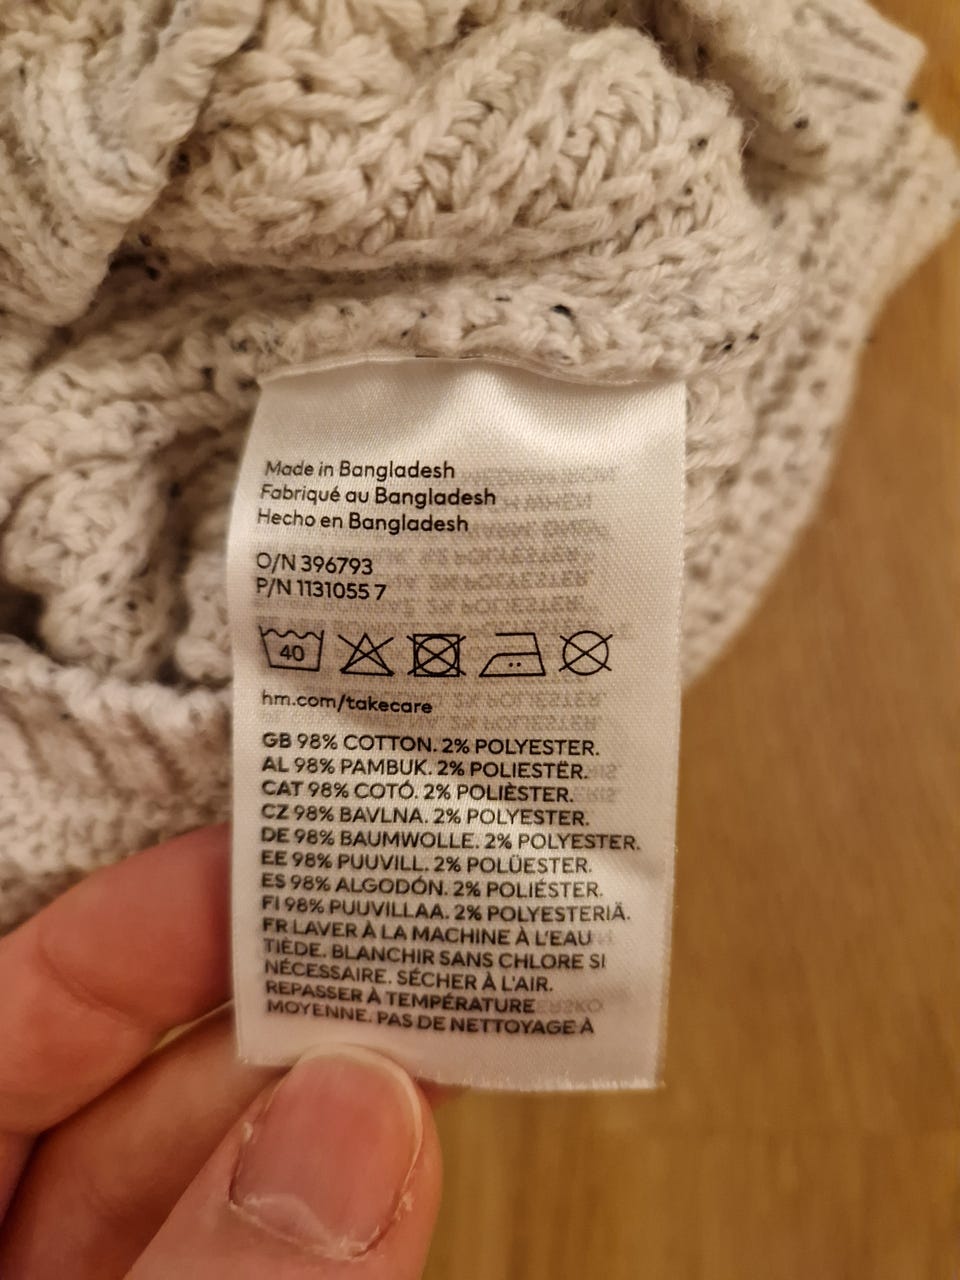 Made in Bangladesh
Fabriqué au Bangladesh
Hecho en Bangladesh
O/N 396793
P/N 1131055 7
40
hm.com/takecare
GB 98% COTTON. 2% POLYESTER.
AL 98% PAMBUK. 2% POLIESTËR.
CAT 98% COTÓ. 2% POLIÈSTER.
CZ 98% BAVLNA. 2% POLYESTER.
DE 98% BAUMWOLLE. 2% POLYESTER.
EE 98% PUUVILL. 2% POLÜESTER.
ES 98% ALGODÓN. 2% POLIÉSTER.
FI 98% PUUVILLAA. 2% POLYESTERIÄ.
FR LAVER À LA MACHINE À L'EAU
TIÈDE. BLANCHIR SANS CHLORE SI
NÉCESSAIRE. SÉCHER À L'AIR.
REPASSER À TEMPÉRATURE
MOYENNE. PAS DE NETTOYAGE À